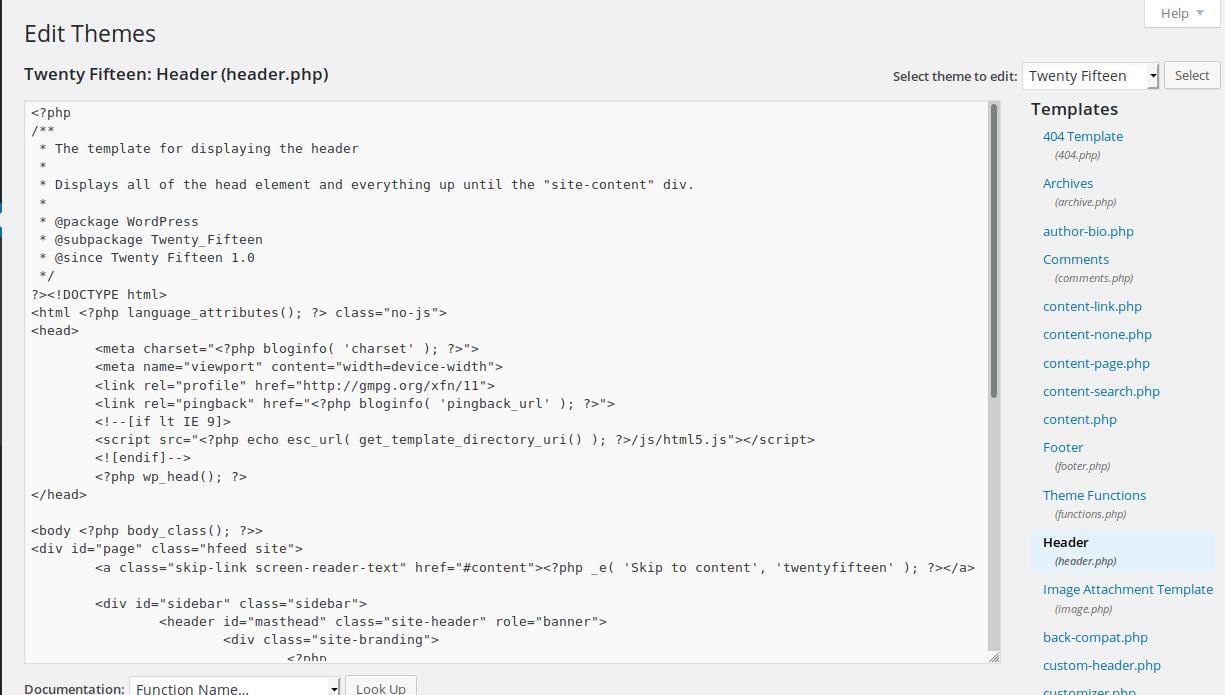 Help
Edit Themes
Twenty Fifteen: Header (header.php)
Select theme to edit: Twenty Fifteen Select
<?php
/**
 * The template for displaying the header
 *
 * Displays all of the head element and everything up until the "site-content" div.
 *
 * @package WordPress
 * @subpackage Twenty_Fifteen
 * @since Twenty Fifteen 1.0
 */
?><!DOCTYPE html>
<html <?php language_attributes(); ?> class="no-js">
<head>
        <meta charset="<?php bloginfo( 'charset' ); ?>">
        <meta name="viewport" content="width=device-width">
        <link rel="profile" href="http://gmpg.org/xfn/11">
        <link rel="pingback" href="<?php bloginfo( 'pingback_url' ); ?>">
        <!--[if lt IE 9]>
        <script src="<?php echo esc_url( get_template_directory_uri() ); ?>/js/html5.js"></script>
        <![endif]-->
        <?php wp_head(); ?>
</head>

<body <?php body_class(); ?>>
<div id="page" class="hfeed site">
        <a class="skip-link screen-reader-text" href="#content"><?php _e( 'Skip to content', 'twentyfifteen' ); ?></a>

        <div id="sidebar" class="sidebar">
                <header id="masthead" class="site-header" role="banner">
                        <div class="site-branding">
                                <?php
Templates
404 Template
(404.php)
Archives
(archive.php)
author-bio.php
Comments
(comments.php)
content-link.php
content-none.php
content-page.php
content-search.php
content.php
Footer
(footer.php)
Theme Functions
(functions.php)
Header
(header.php)
Image Attachment Template
(image.php)
back-compat.php
custom-header.php
customizer.php
Documentation: Function Name... Look Up